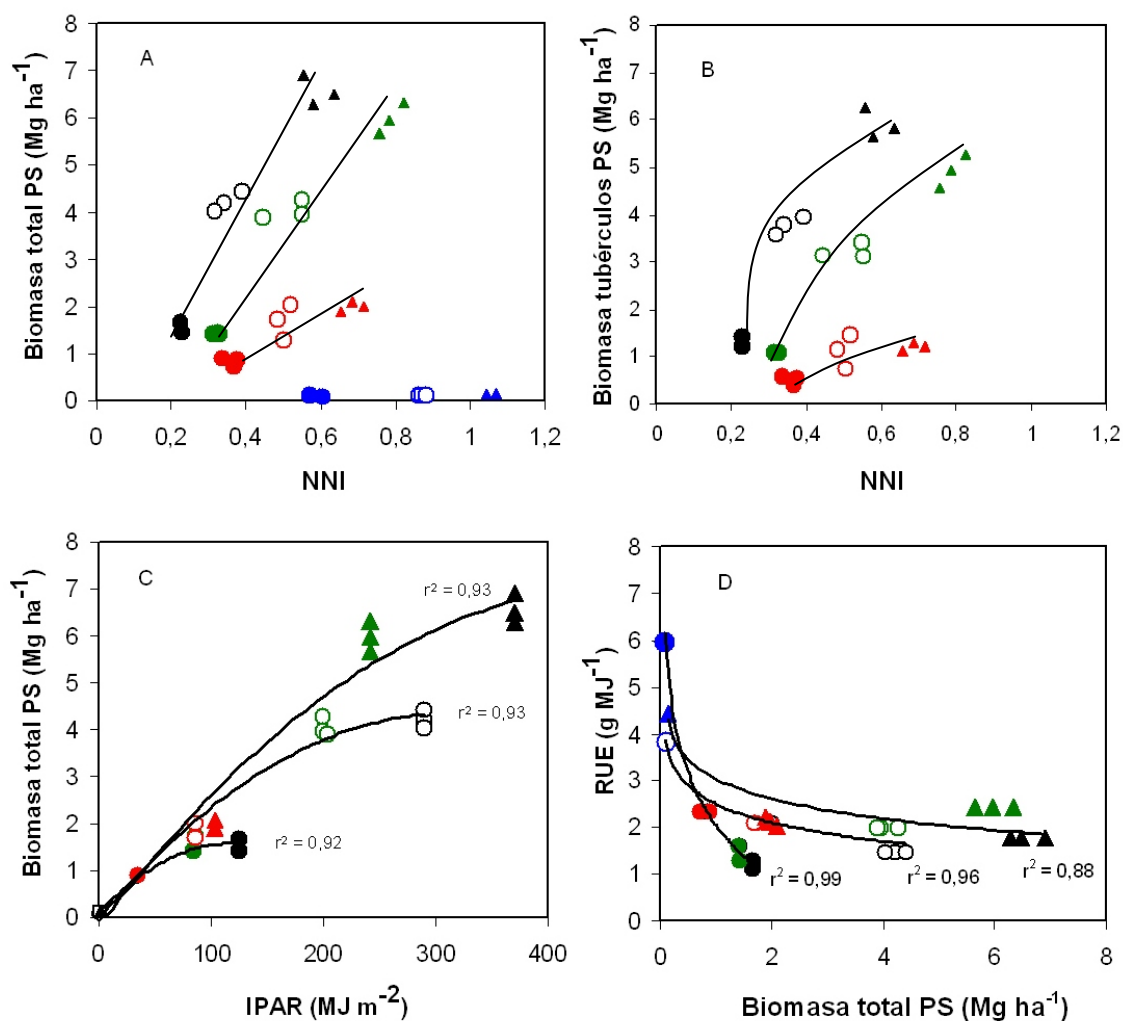 A
Biomasa total PS (Mg ha⁻¹)
8
7
6
5
4
3
2
1
0
0 0,2 0,4 0,6 0,8 1 1,2
NNI
B
Biomasa tubérculos PS (Mg ha⁻¹)
8
7
6
5
4
3
2
1
0
0 0,2 0,4 0,6 0,8 1 1,2
NNI
C
Biomasa total PS (Mg ha⁻¹)
8
7
6
5
4
3
2
1
0
r² = 0,93
r² = 0,93
r² = 0,92
0 100 200 300 400
IPAR (MJ m⁻²)
D
RUE (g MJ⁻¹)
8
7
6
5
4
3
2
1
0
r² = 0,99
r² = 0,96
r² = 0,88
0 2 4 6 8
Biomasa total PS (Mg ha⁻¹)